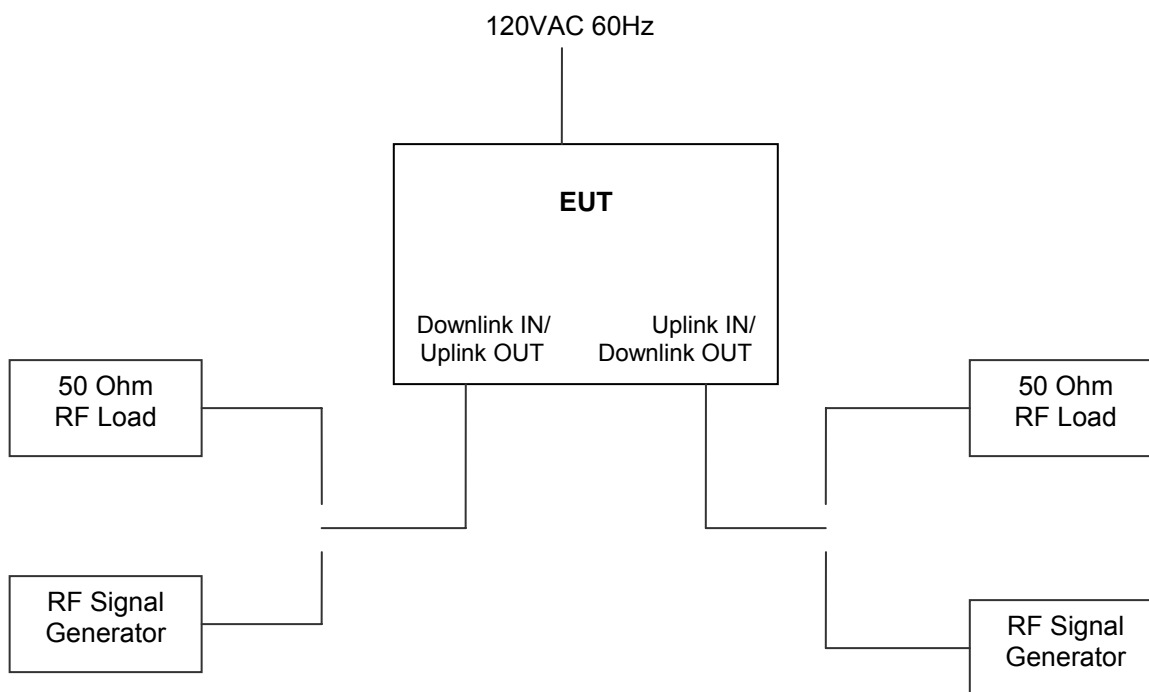 120VAC 60Hz
EUT
Downlink IN/
Uplink OUT
Uplink IN/
Downlink OUT
50 Ohm
RF Load
50 Ohm
RF Load
RF Signal
Generator
RF Signal
Generator